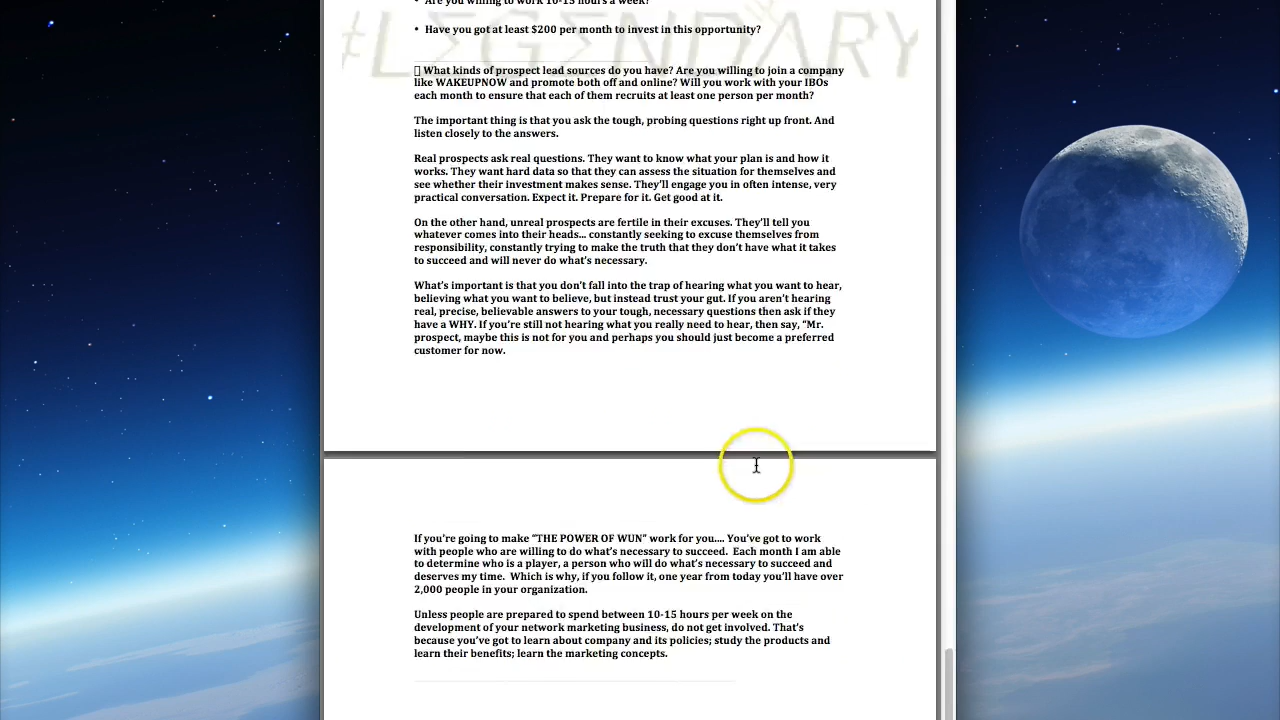 • Are you willing to work 10-15 hours a week?
• Have you got at least $200 per month to invest in this opportunity?
#LEGENDARY
What kinds of prospect lead sources do you have? Are you willing to join a company
like WAKEUPNOW and promote both off and online? Will you work with your IBOs
each month to ensure that each of them recruits at least one person per month?
The important thing is that you ask the tough, probing questions right up front. And
listen closely to the answers.
Real prospects ask real questions. They want to know what your plan is and how it
works. They want hard data so that they can assess the situation for themselves and
see whether their investment makes sense. They'll engage you in often intense, very
practical conversation. Expect it. Prepare for it. Get good at it.
On the other hand, unreal prospects are fertile in their excuses. They'll tell you
whatever comes into their heads... constantly seeking to excuse themselves from
responsibility, constantly trying to make the truth that they don't have what it takes
to succeed and will never do what's necessary.
What's important is that you don't fall into the trap of hearing what you want to hear,
believing what you want to believe, but instead trust your gut. If you aren't hearing
real, precise, believable answers to your tough, necessary questions then ask if they
have a WHY. If you're still not hearing what you really need to hear, then say, "Mr.
prospect, maybe this is not for you and perhaps you should just become a preferred
customer for now.
If you're going to make "THE POWER OF WUN" work for you.... You've got to work
with people who are willing to do what's necessary to succeed.  Each month I am able
to determine who is a player, a person who will do what's necessary to succeed and
deserves my time.  Which is why, if you follow it, one year from today you'll have over
2,000 people in your organization.
Unless people are prepared to spend between 10-15 hours per week on the
development of your network marketing business, do not get involved. That's
because you've got to learn about company and its policies; study the products and
learn their benefits; learn the marketing concepts.